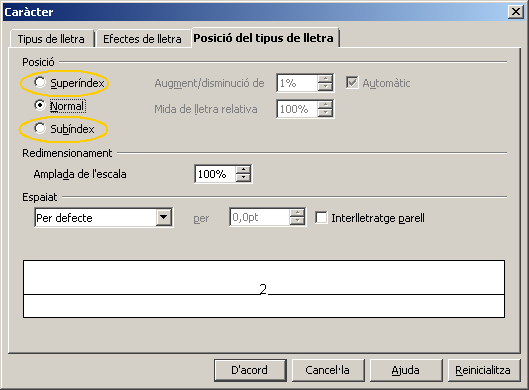 Caràcter
Tipus de lletra Efectes de lletra Posició del tipus de lletra
Posició
Superíndex Augment/disminució de 1% Automàtic
Normal Mida de lletra relativa 100%
Subíndex
Redimensionament
Amplada de l'escala 100%
Espaiat
Per defecte per 0,0pt Interlletratge parell
2
D'acord Cancel·la Ajuda Reinicialitza